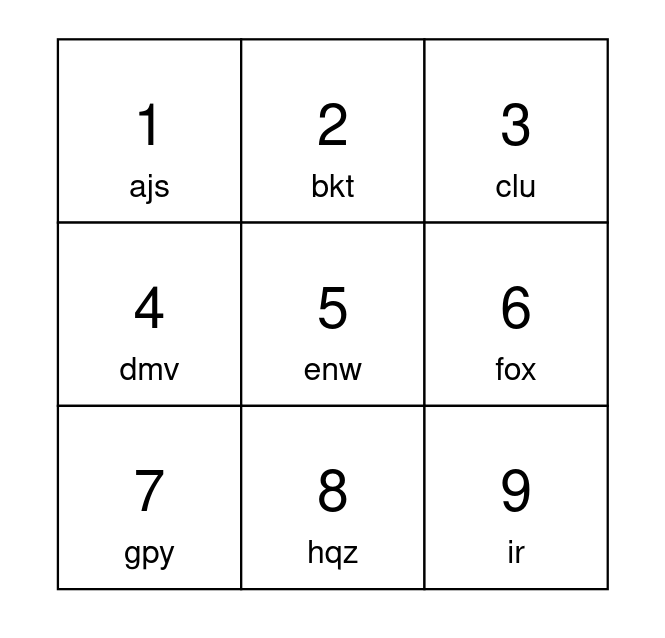 1 2 3
ajs bkt clu
4 5 6
dmv enw fox
7 8 9
gpy hqz ir